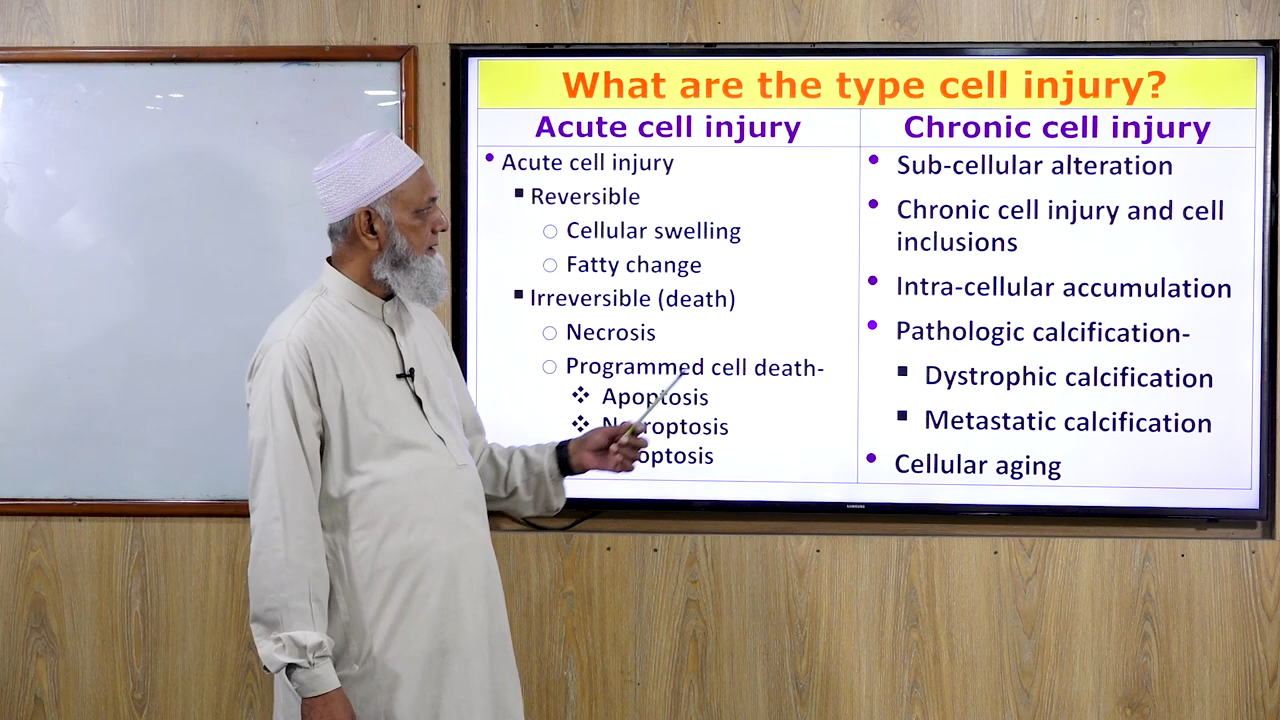 What are the type cell injury?
Acute cell injury
Acute cell injury
Reversible
Cellular swelling
Fatty change
Irreversible (death)
Necrosis
Programmed cell death-
Apoptosis
Chronic cell injury
Sub-cellular alteration
Chronic cell injury and cell
inclusions
Intra-cellular accumulation
Pathologic calcification-
Dystrophic calcification
Metastatic calcification
Cellular aging
SAMSUNG